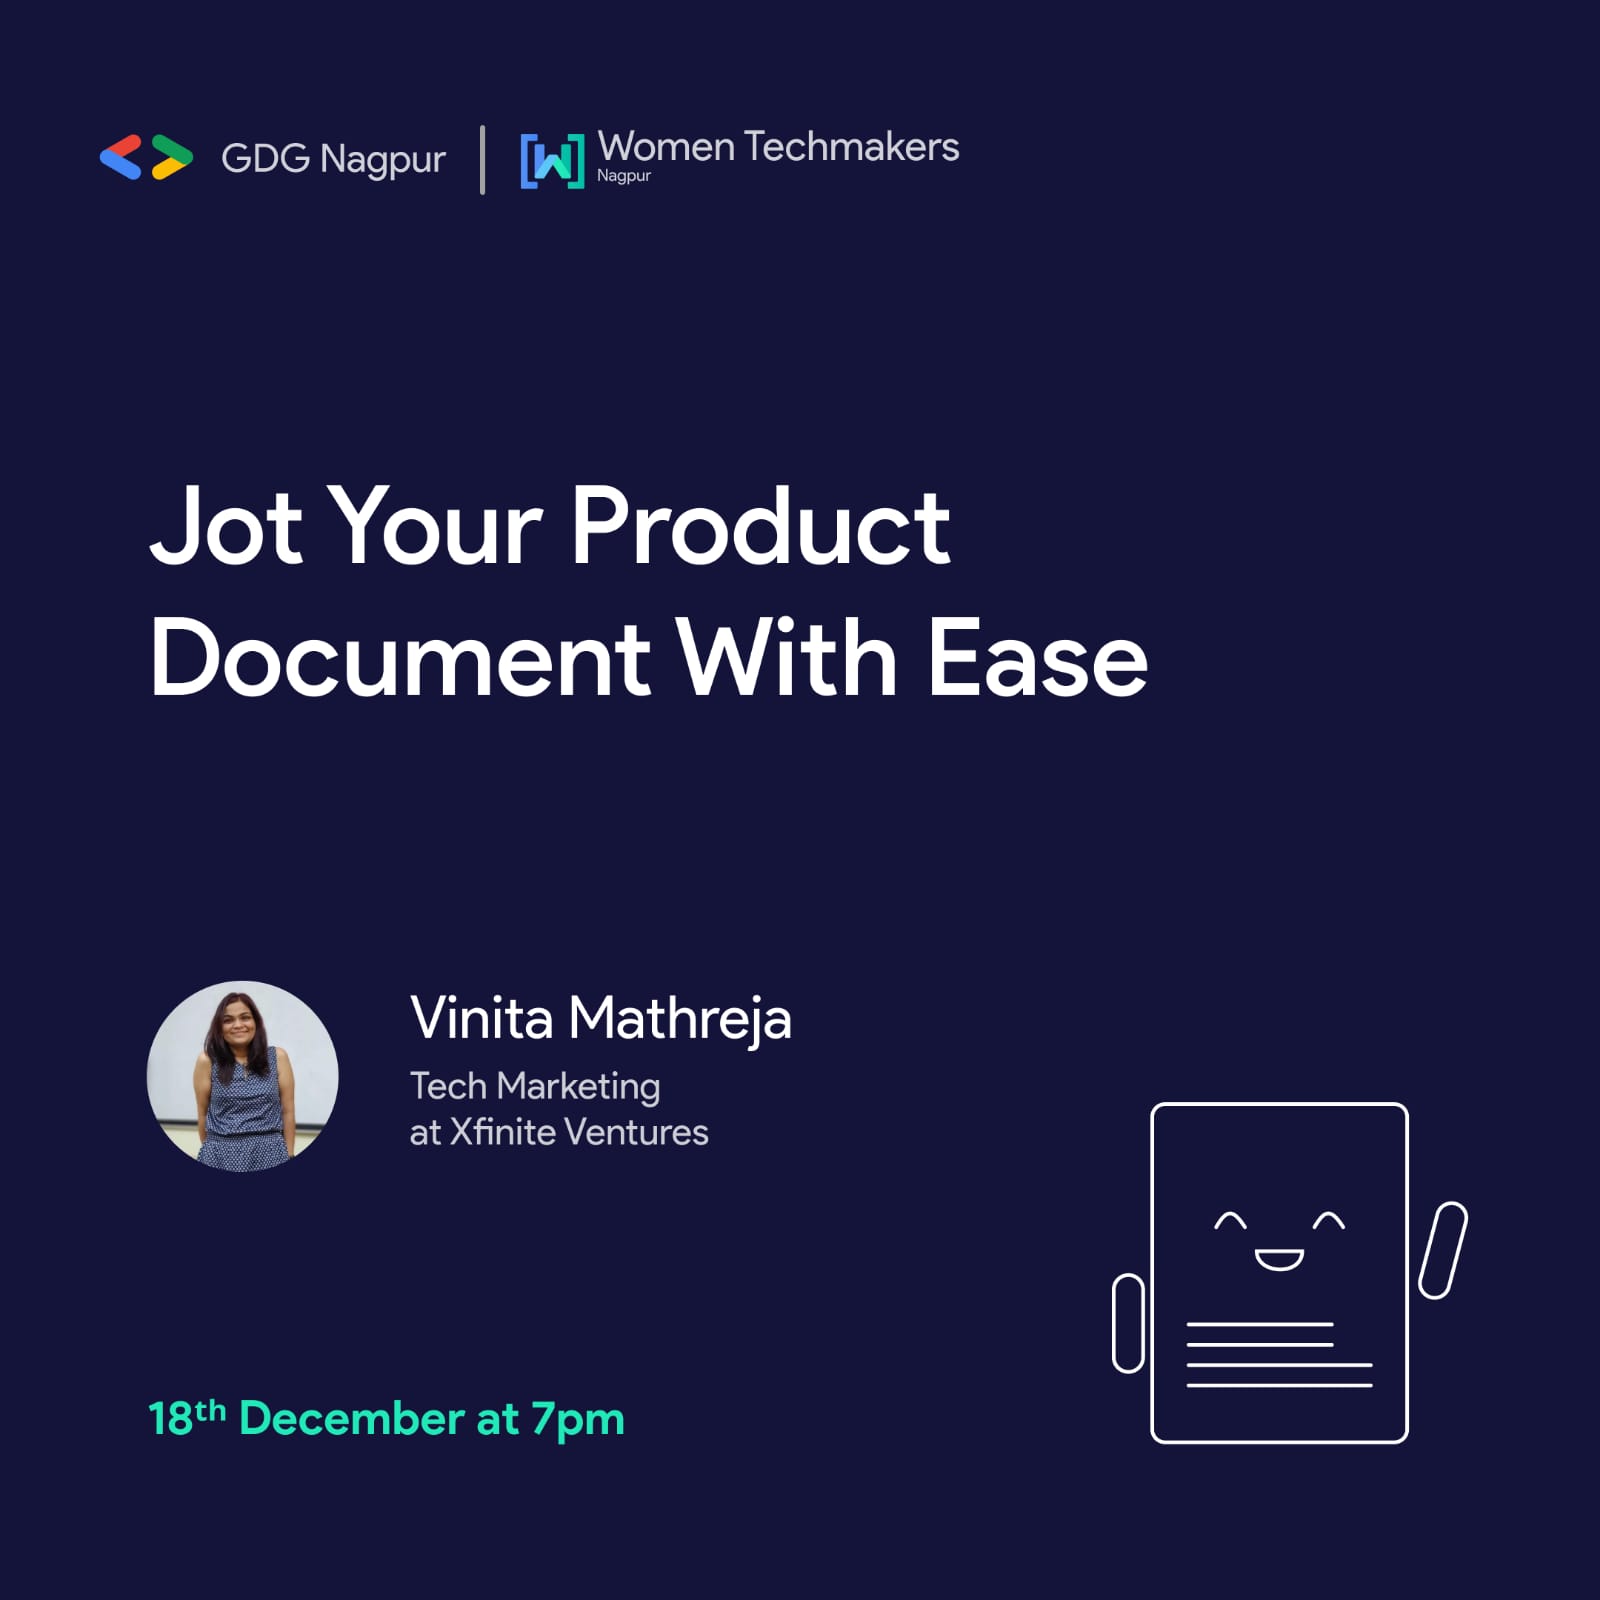 GDG Nagpur
Women Techmakers
Nagpur
Jot Your Product
Document With Ease
Vinita Mathreja
Tech Marketing
at Xfinite Ventures
18th December at 7pm